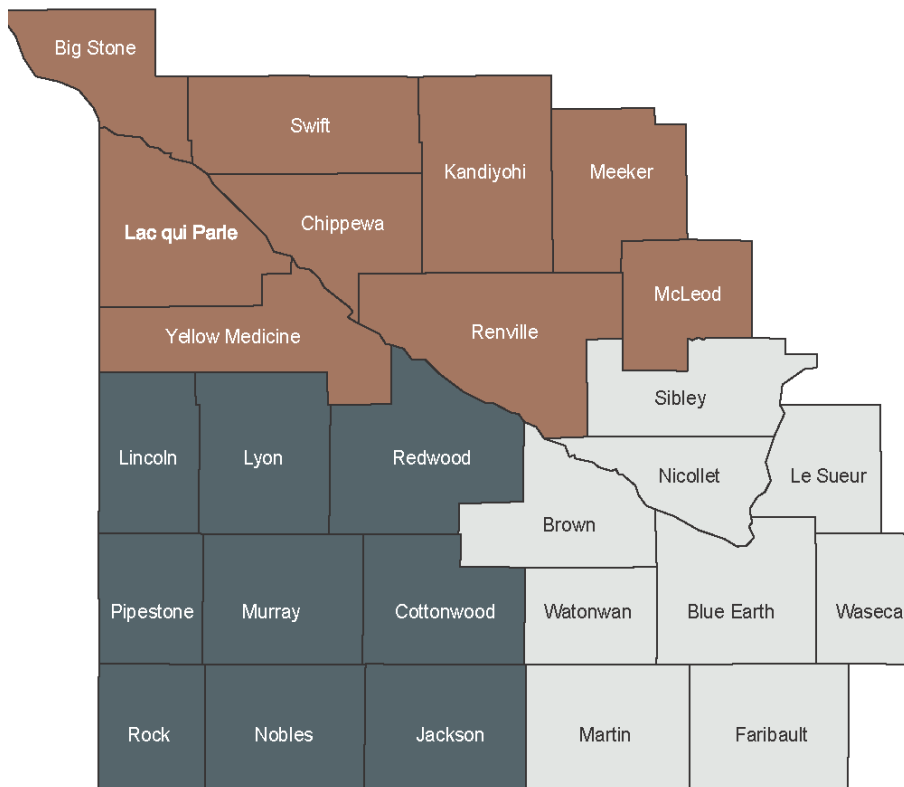 Big Stone
Swift
Kandiyohi
Meeker
Lac qui Parle
Chippewa
McLeod
Yellow Medicine
Renville
Sibley
Lincoln
Lyon
Redwood
Nicollet
Le Sueur
Brown
Pipestone
Murray
Cottonwood
Watonwan
Blue Earth
Waseca
Rock
Nobles
Jackson
Martin
Faribault